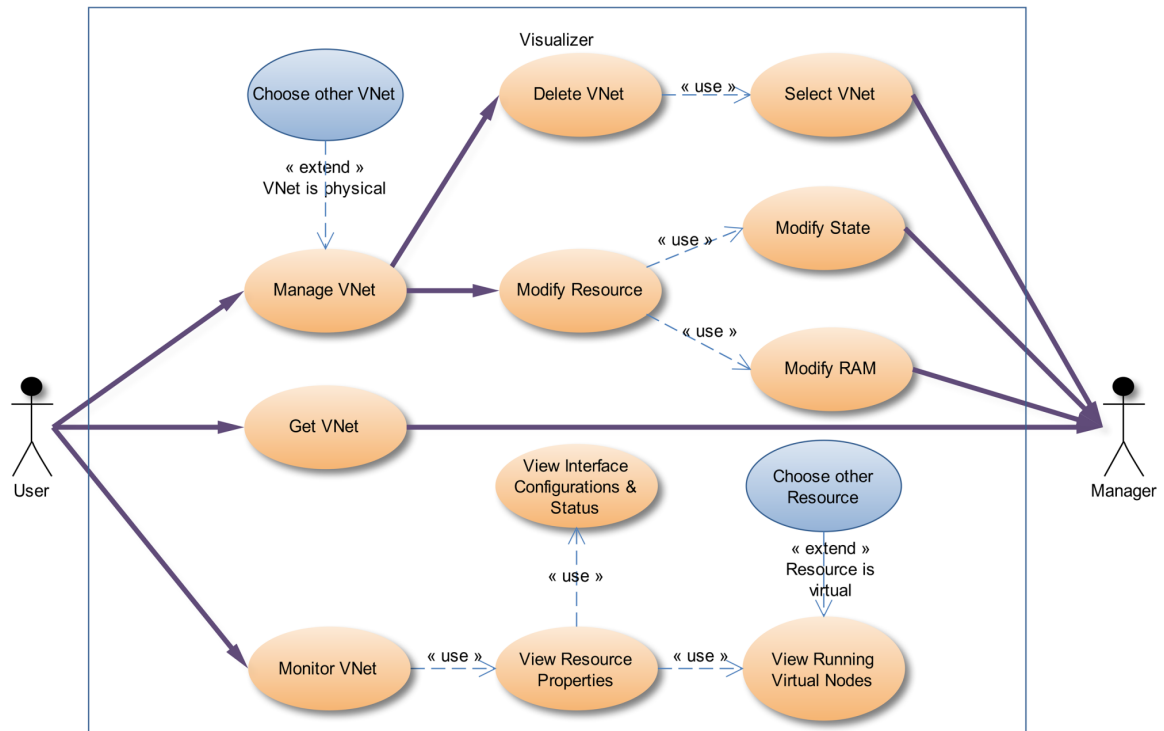 Visualizer
Choose other VNet
Delete VNet
« use »
Select VNet
« extend »
VNet is physical
Modify State
« use »
Manage VNet
Modify Resource
« use »
Modify RAM
Get VNet
User
Manager
View Interface
Configurations &
Status
Choose other
Resource
« extend »
Resource is
virtual
« use »
Monitor VNet
« use »
View Resource
Properties
« use »
View Running
Virtual Nodes